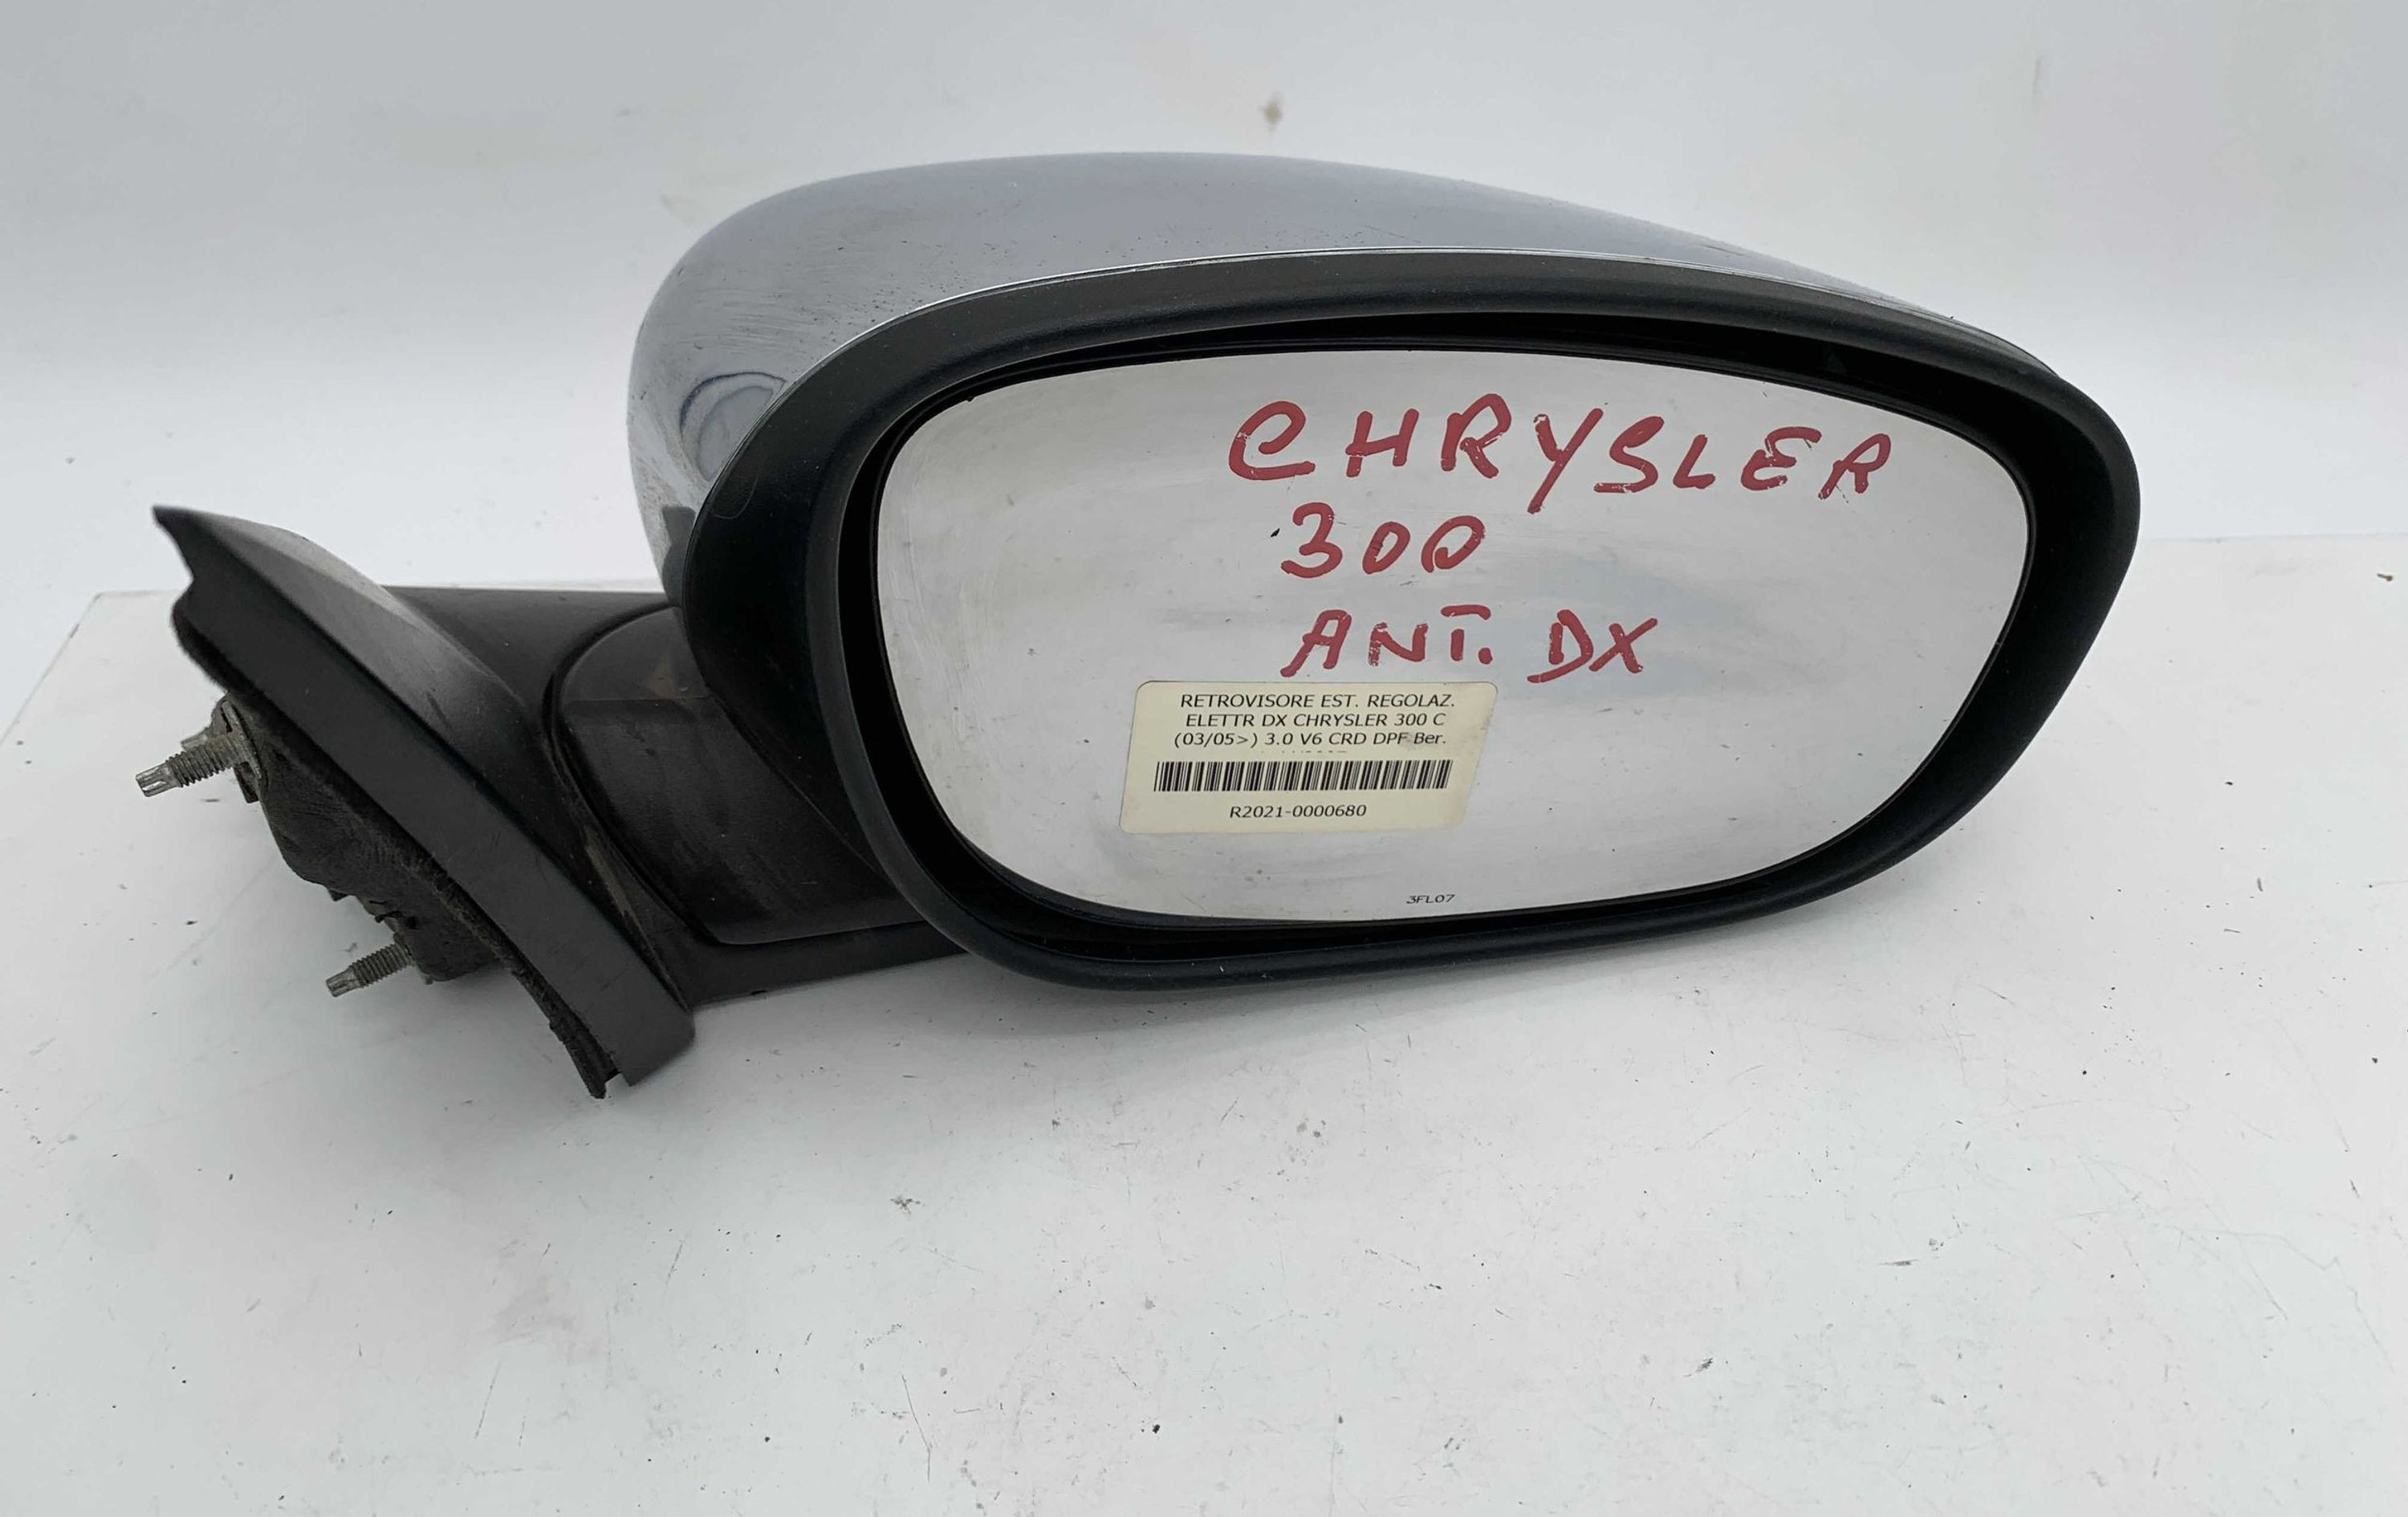 CHRYSLER
300
ANT. DX
RETROVISORE EST. REGOLAZ.
ELETTR DX CHRYSLER 300 C
(03/05>) 3.0 V6 CRD DPF Ber.
R2021-0000680
3FL07